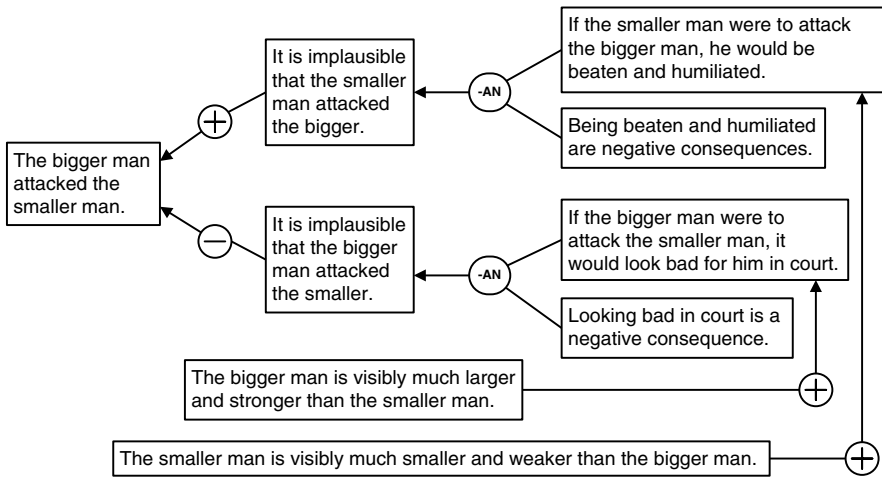 If the smaller man were to attack
the bigger man, he would be
beaten and humiliated.
It is implausible
that the smaller
man attacked
the bigger.
-AN
Being beaten and humiliated
are negative consequences.
+
The bigger man
attacked the
smaller man.
If the bigger man were to
attack the smaller man, it
would look bad for him in court.
It is implausible
that the bigger
man attacked
the smaller.
−
-AN
Looking bad in court is a
negative consequence.
The bigger man is visibly much larger
and stronger than the smaller man.
+
The smaller man is visibly much smaller and weaker than the bigger man.
+